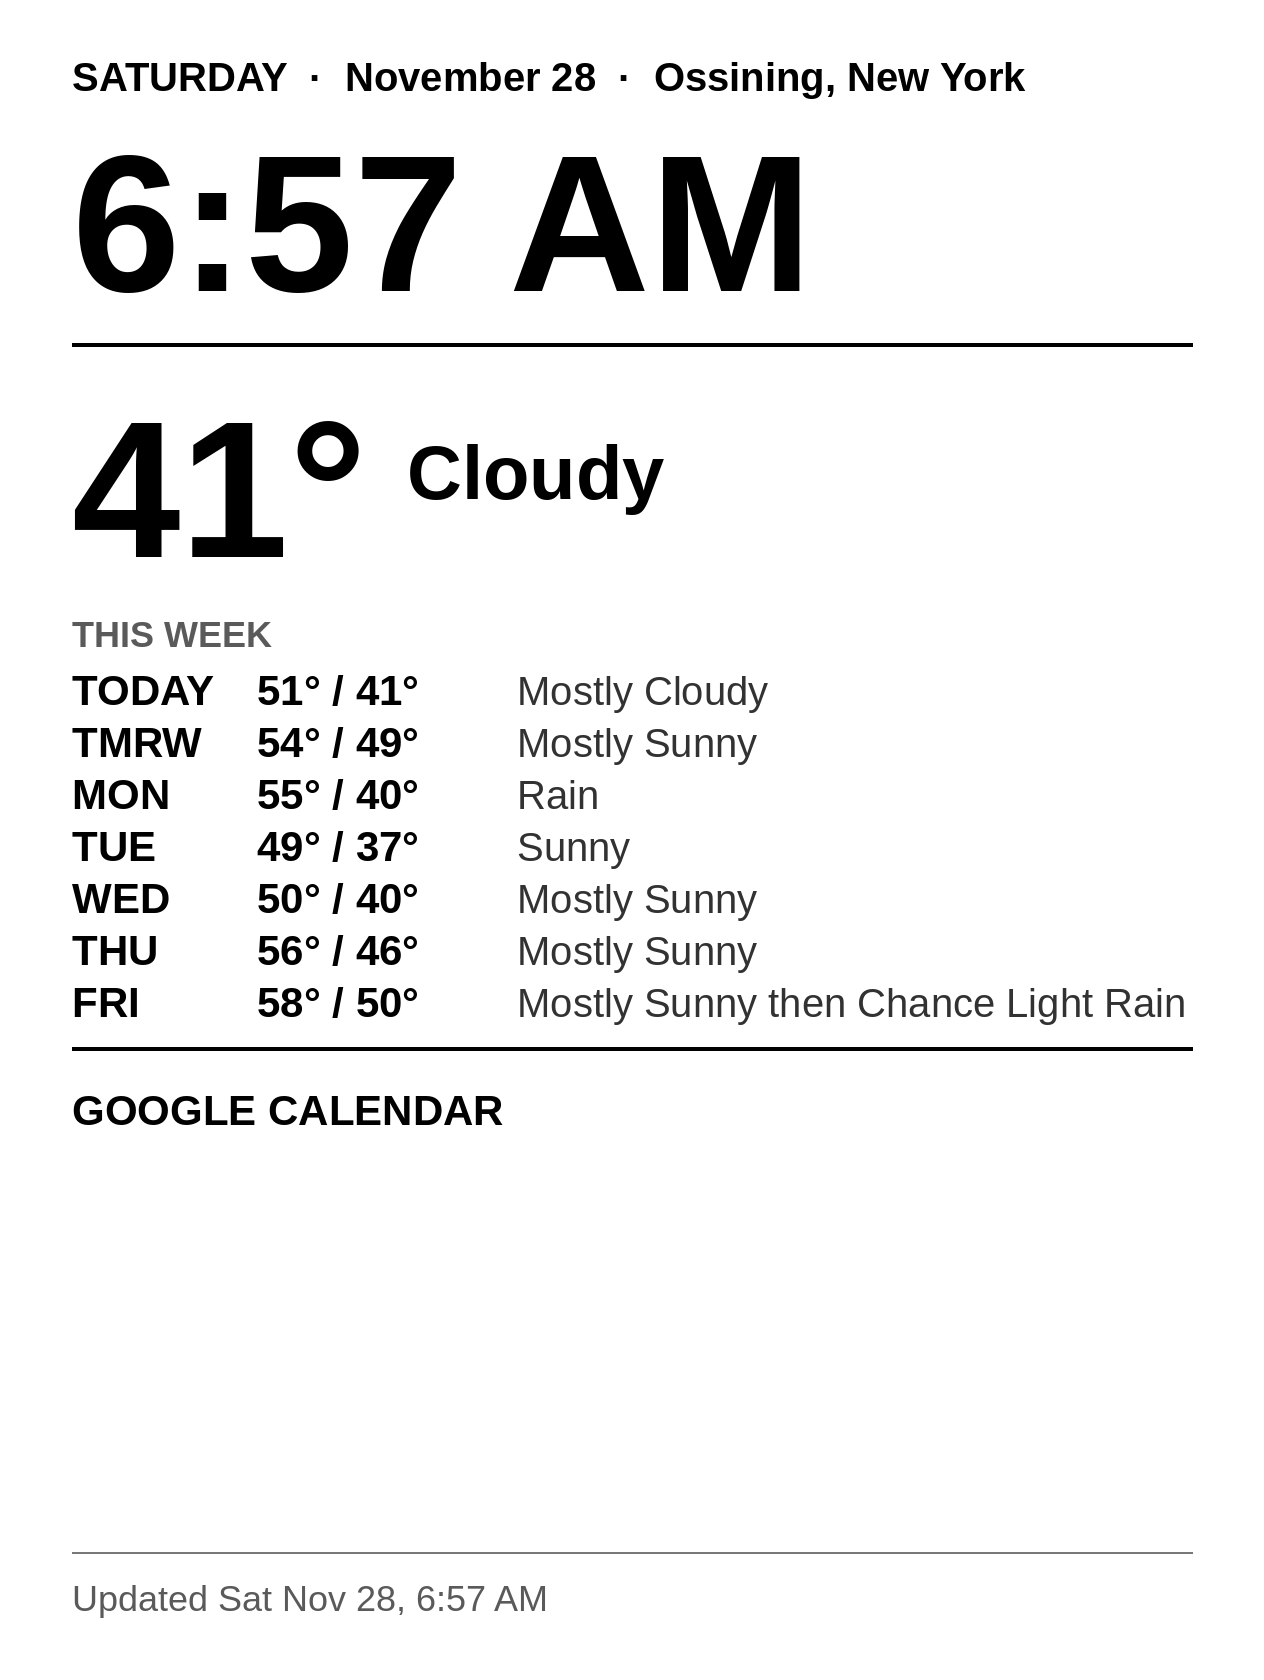 SATURDAY · November 28 · Ossining, New York
6:57 AM
41° Cloudy
THIS WEEK
TODAY 51° / 41° Mostly Cloudy
TMRW 54° / 49° Mostly Sunny
MON 55° / 40° Rain
TUE 49° / 37° Sunny
WED 50° / 40° Mostly Sunny
THU 56° / 46° Mostly Sunny
FRI 58° / 50° Mostly Sunny then Chance Light Rain
GOOGLE CALENDAR
Updated Sat Nov 28, 6:57 AM